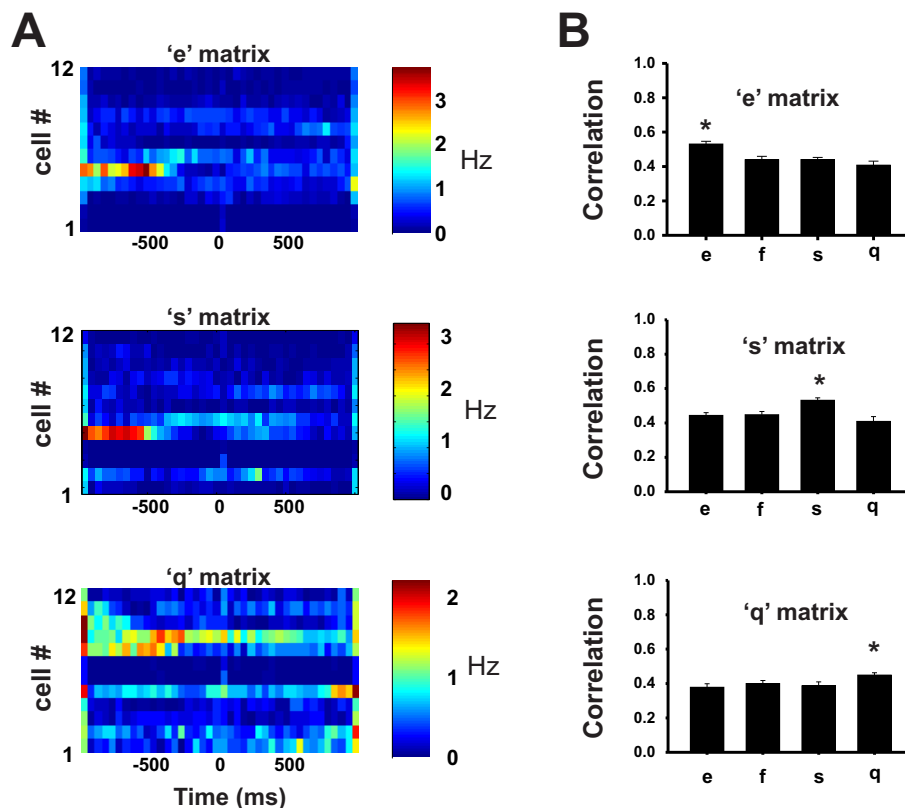 A
'e' matrix
12
cell #
1
-500 0 500
3
2
1
0
Hz
's' matrix
12
cell #
1
-500 0 500
3
2
1
0
Hz
'q' matrix
12
cell #
1
-500 0 500
Time (ms)
2
1
0
Hz
B
'e' matrix
Correlation
1.0
0.8
0.6
0.4
0.2
0.0
*
e f s q
's' matrix
Correlation
1.0
0.8
0.6
0.4
0.2
0.0
*
e f s q
'q' matrix
Correlation
1.0
0.8
0.6
0.4
0.2
0.0
*
e f s q